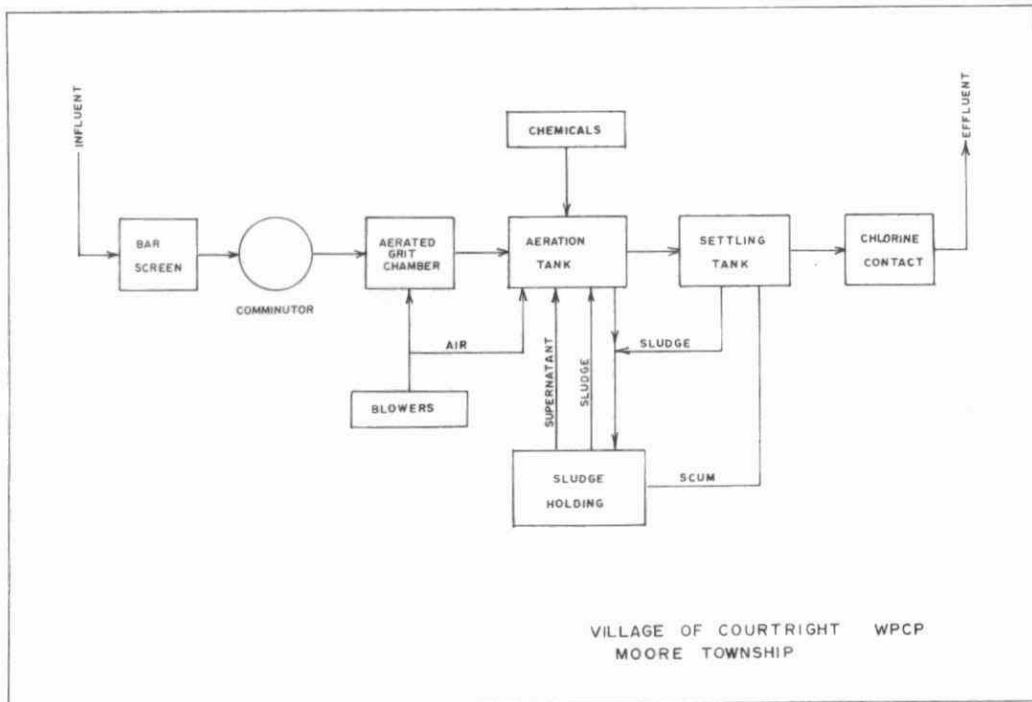 INFLUENT
EFFLUENT
CHEMICALS
BAR
SCREEN
COMMINUTOR
AERATED
GRIT
CHAMBER
AERATION
TANK
SETTLING
TANK
CHLORINE
CONTACT
AIR
BLOWERS
SUPERNATANT
SLUDGE
SLUDGE
SLUDGE
HOLDING
SCUM
VILLAGE OF COURTRIGHT WPCP
MOORE TOWNSHIP